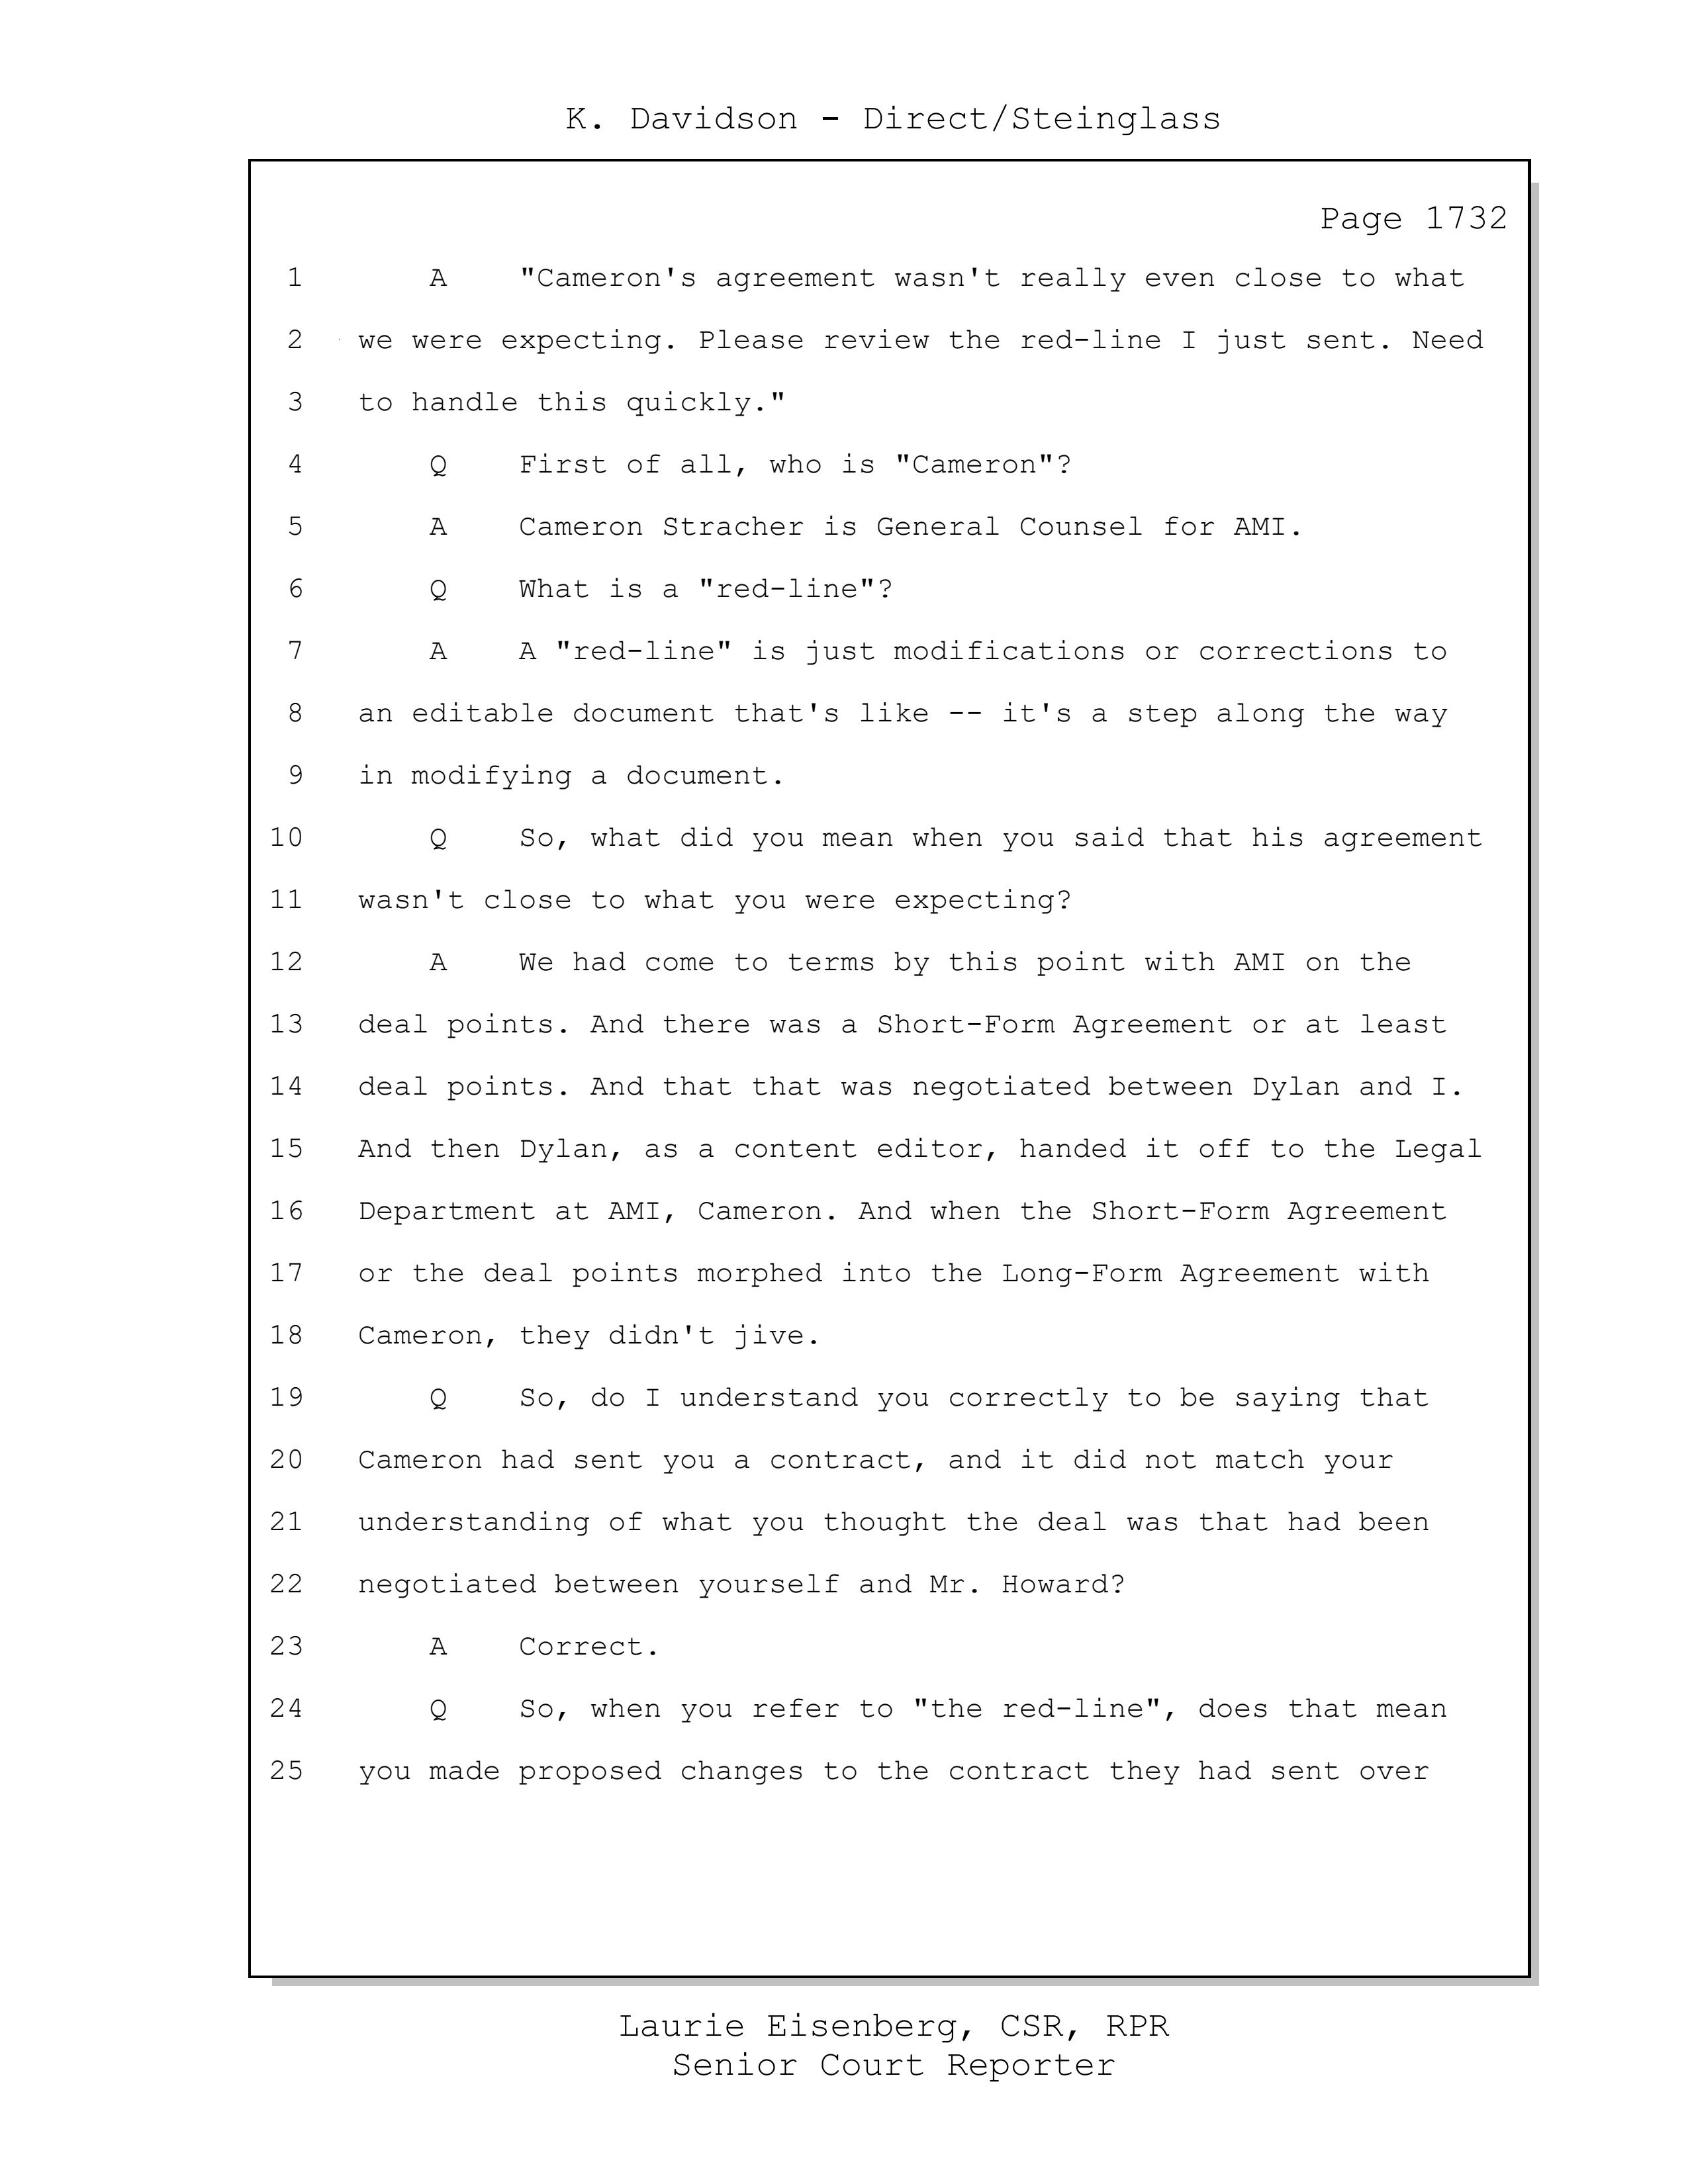 K. Davidson - Direct/Steinglass
Page 1732
1 A "Cameron's agreement wasn't really even close to what
2 we were expecting. Please review the red-line I just sent. Need
3 to handle this quickly."
4 Q First of all, who is "Cameron"?
5 A Cameron Stracher is General Counsel for AMI.
6 Q What is a "red-line"?
7 A A "red-line" is just modifications or corrections to
8 an editable document that's like -- it's a step along the way
9 in modifying a document.
10 Q So, what did you mean when you said that his agreement
11 wasn't close to what you were expecting?
12 A We had come to terms by this point with AMI on the
13 deal points. And there was a Short-Form Agreement or at least
14 deal points. And that that was negotiated between Dylan and I.
15 And then Dylan, as a content editor, handed it off to the Legal
16 Department at AMI, Cameron. And when the Short-Form Agreement
17 or the deal points morphed into the Long-Form Agreement with
18 Cameron, they didn't jive.
19 Q So, do I understand you correctly to be saying that
20 Cameron had sent you a contract, and it did not match your
21 understanding of what you thought the deal was that had been
22 negotiated between yourself and Mr. Howard?
23 A Correct.
24 Q So, when you refer to "the red-line", does that mean
25 you made proposed changes to the contract they had sent over
Laurie Eisenberg, CSR, RPR
Senior Court Reporter